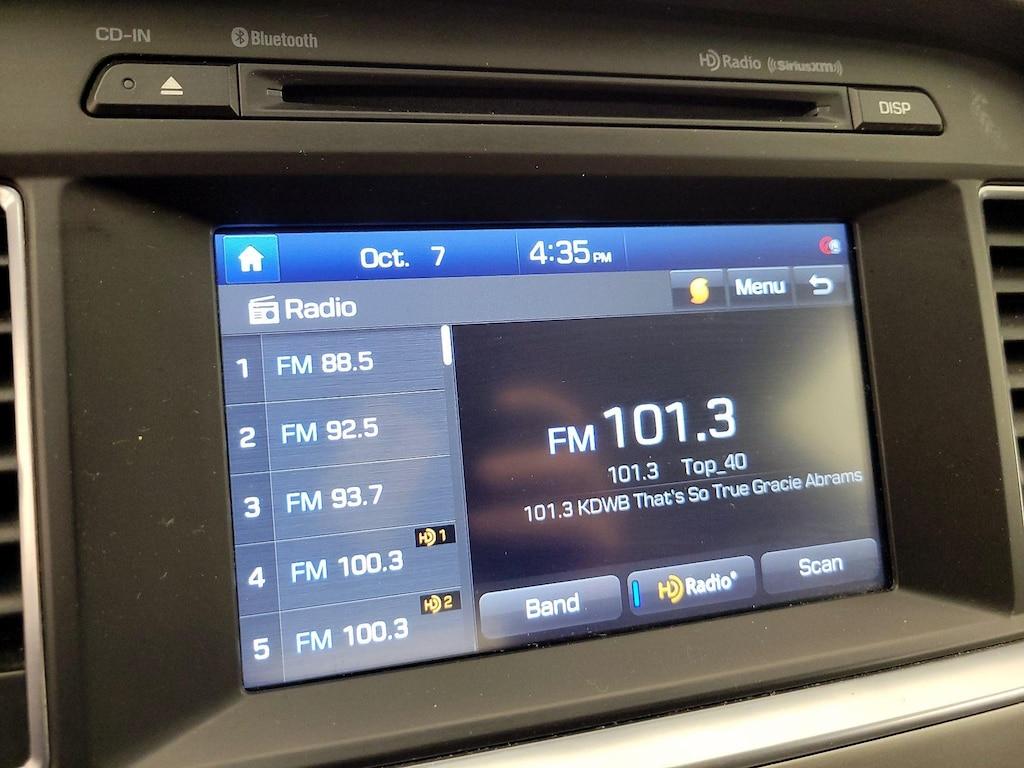 CD-IN
Bluetooth
HD Radio ((SiriusXM))
DISP
Oct. 7
4:35 PM
Radio
Menu
1 FM 88.5
2 FM 92.5
3 FM 93.7
HD 1
4 FM 100.3
HD 2
5 FM 100.3
FM 101.3
101.3 Top_40
101.3 KDWB That's So True Gracie Abrams
Band
HD Radio®
Scan